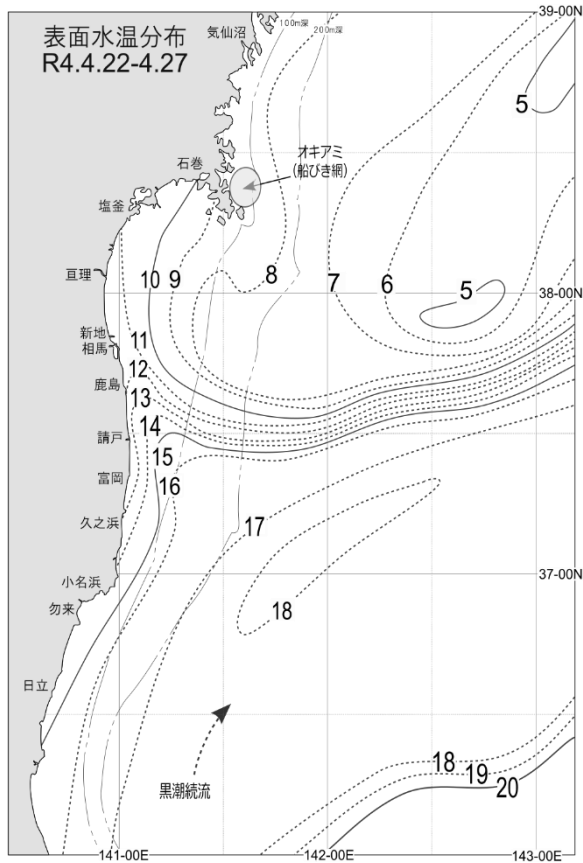 表面水温分布
R4.4.22-4.27
39-00N
気仙沼
100m深
200m深
5
オキアミ
(船びき網)
石巻
塩釜
亘理
10
9
8
7
6
5
38-00N
新地
相馬
11
12
鹿島
13
14
請戸
15
富岡
16
久之浜
17
37-00N
小名浜
勿来
18
日立
黒潮続流
18
19
20
141-00E
142-00E
143-00E